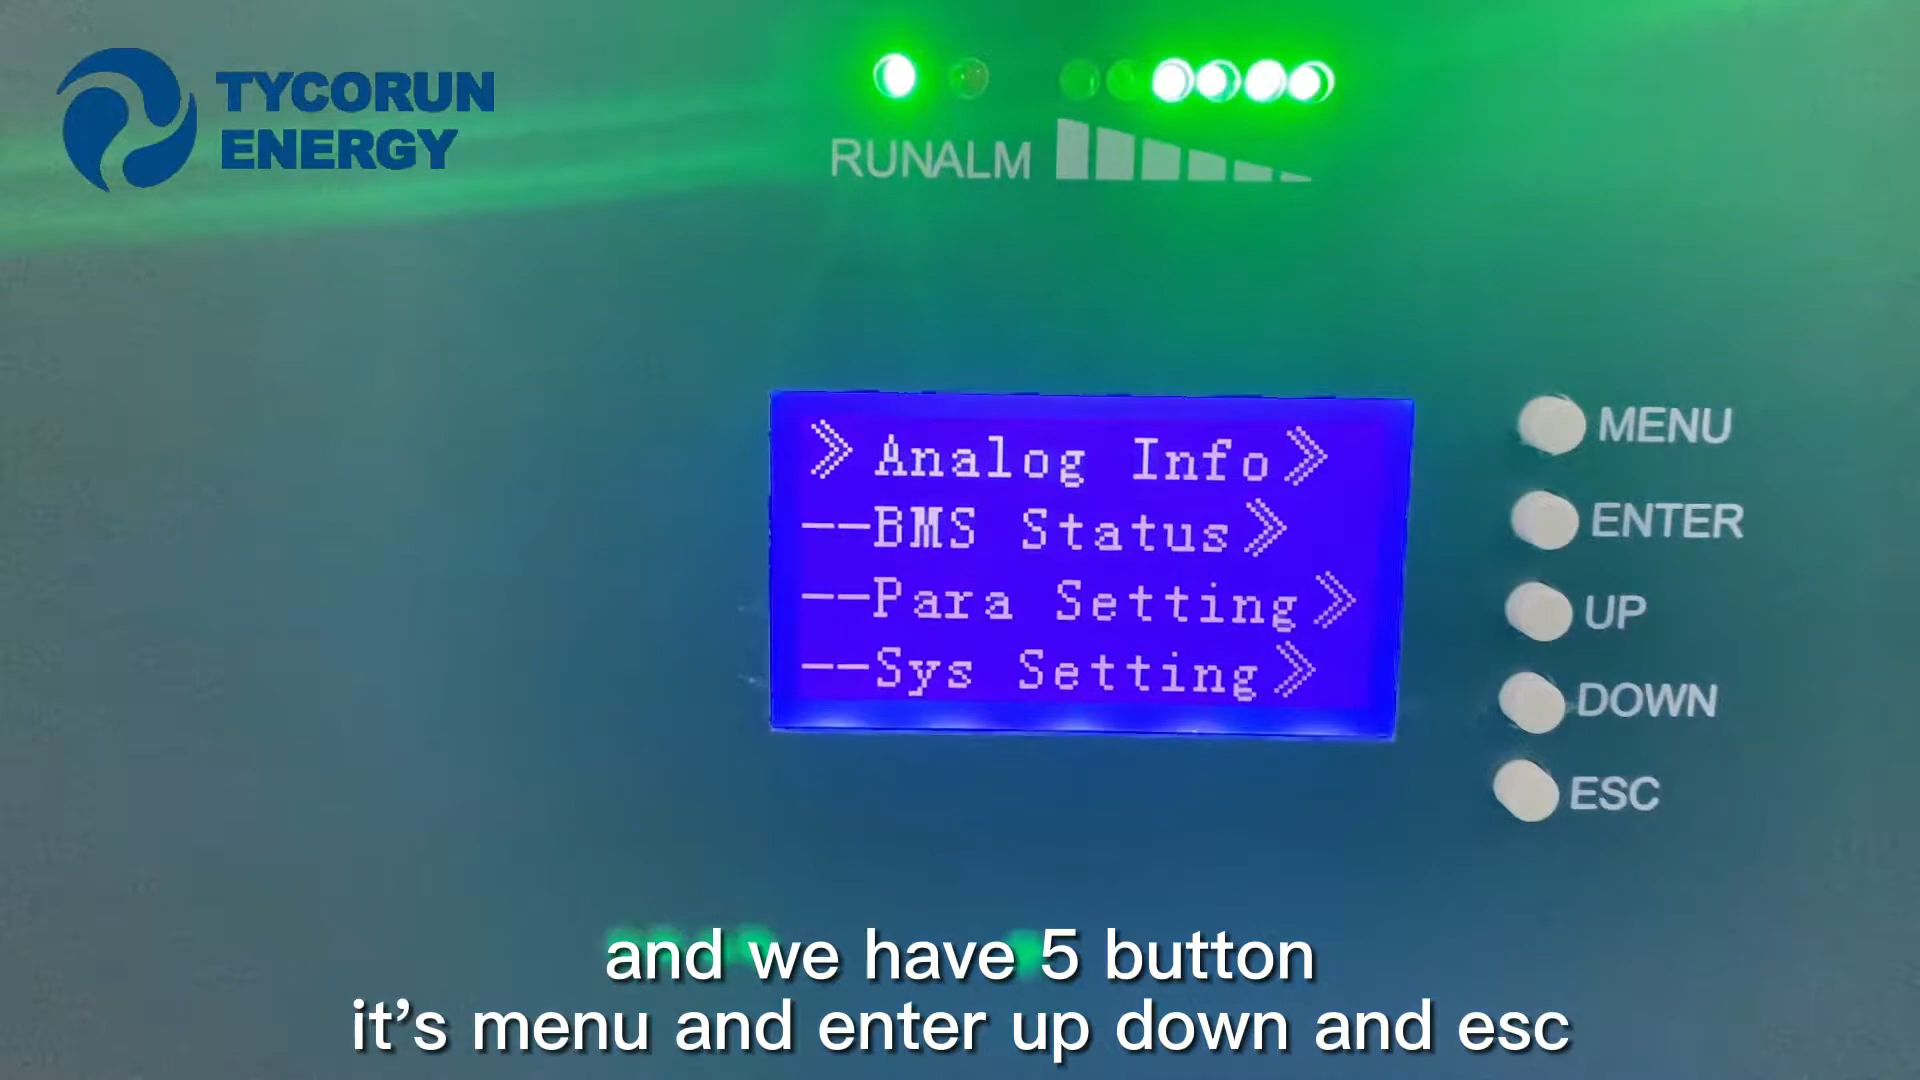 TYCORUN
ENERGY
RUN ALM
» Analog Info»
--BMS Status»
--Para Setting»
--Sys Setting»
MENU
ENTER
UP
DOWN
ESC
and we have 5 button
it's menu and enter up down and esc